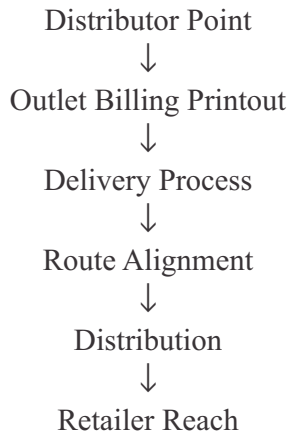 Distributor Point
↓
Outlet Billing Printout
↓
Delivery Process
↓
Route Alignment
↓
Distribution
↓
Retailer Reach